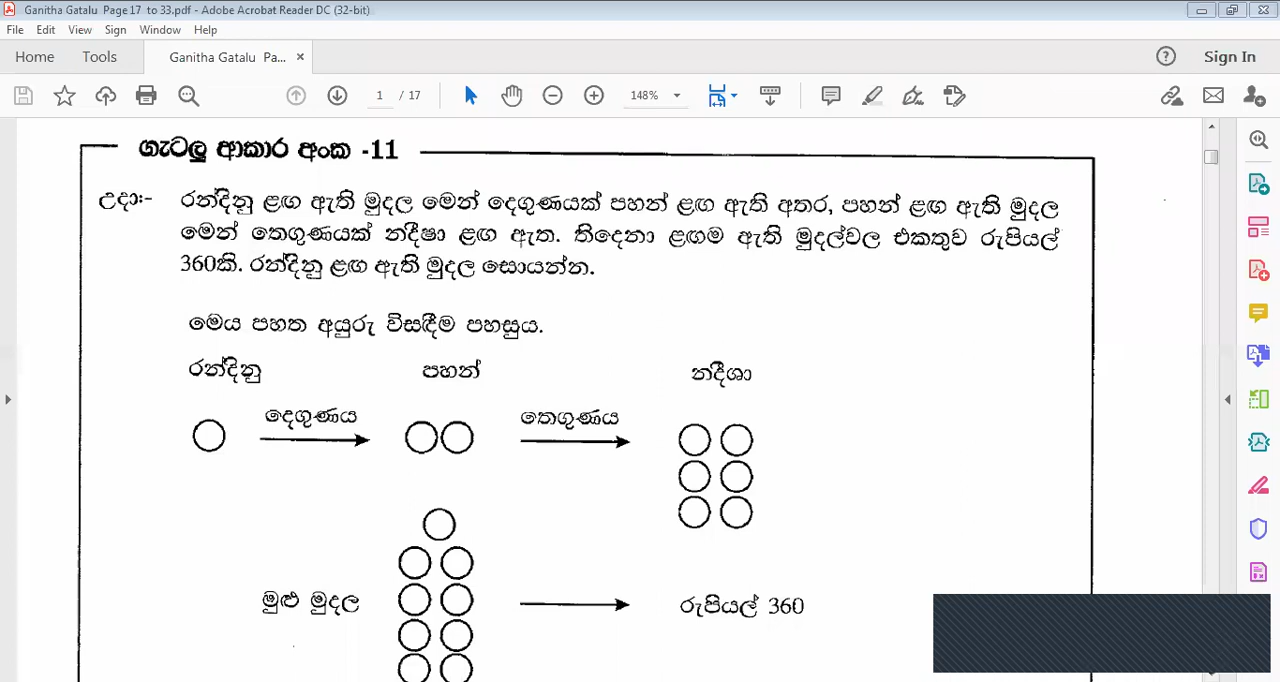 Ganitha Gatalu Page 17 to 33.pdf - Adobe Acrobat Reader DC (32-bit)
File Edit View Sign Window Help
Home Tools Ganitha Gatalu Pa... × Sign In
1 / 17 148%
ගැටලු ආකාර අංක -11
උදා:- රන්දිනු ළඟ ඇති මුදල මෙන් දෙගුණයක් පහන් ළඟ ඇති අතර, පහන් ළඟ ඇති මුදල
මෙන් තෙගුණයක් නදීෂා ළඟ ඇත. තිදෙනා ළඟම ඇති මුදල්වල එකතුව රුපියල්
360කි. රන්දිනු ළඟ ඇති මුදල සොයන්න.
මෙය පහත අයුරු විසඳීම පහසුය.
රන්දිනු පහන් නදීශා
දෙගුණය තෙගුණය
මුළු මුදල රුපියල් 360